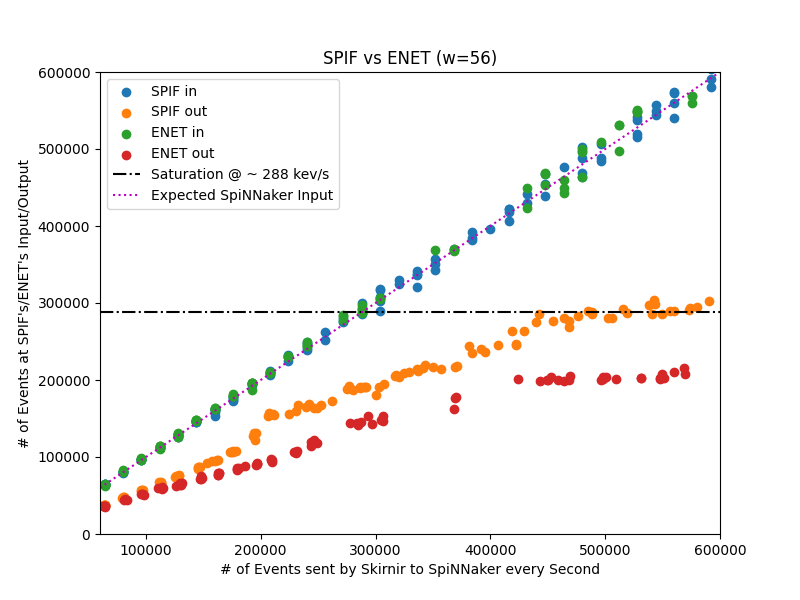 SPIF vs ENET (w=56)
SPIF in
SPIF out
ENET in
ENET out
Saturation @ ~ 288 kev/s
Expected SpiNNaker Input
# of Events at SPIF's/ENET's Input/Output
600000
500000
400000
300000
200000
100000
0
100000 200000 300000 400000 500000 600000
# of Events sent by Skirnir to SpiNNaker every Second